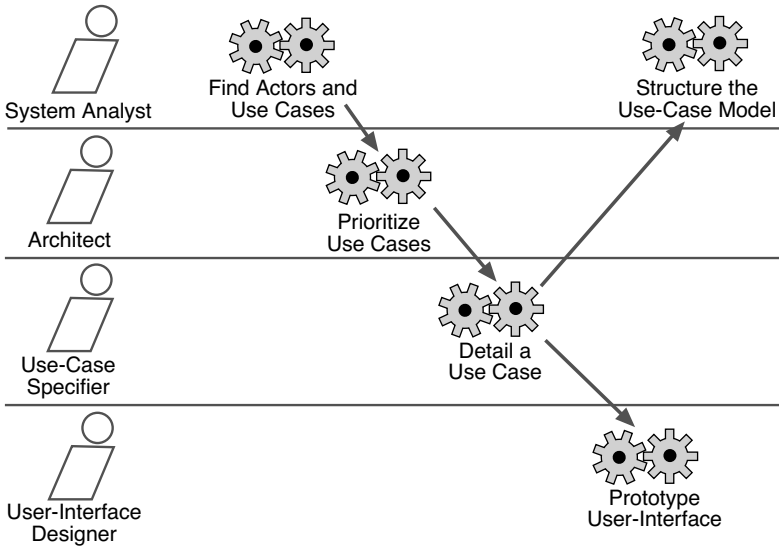 System Analyst
Find Actors and
Use Cases
Structure the
Use-Case Model
Architect
Prioritize
Use Cases
Use-Case
Specifier
Detail a
Use Case
User-Interface
Designer
Prototype
User-Interface